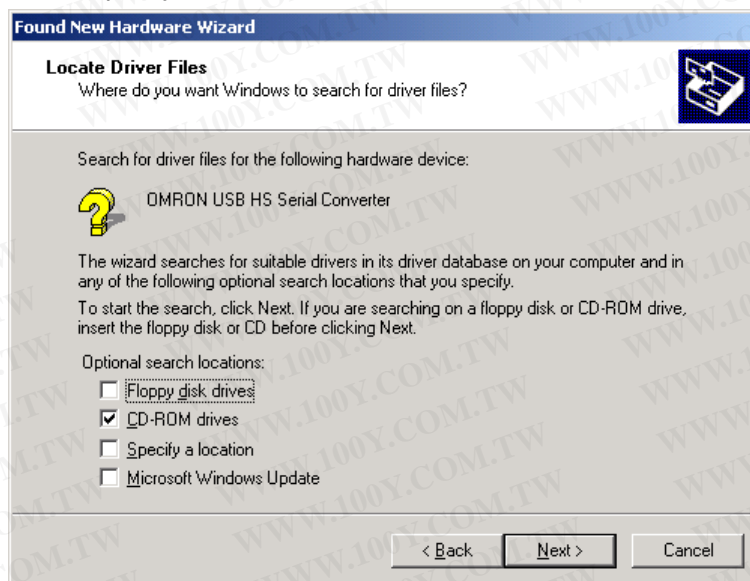 Found New Hardware Wizard
Locate Driver Files
Where do you want Windows to search for driver files?
Search for driver files for the following hardware device:
OMRON USB HS Serial Converter
The wizard searches for suitable drivers in its driver database on your computer and in
any of the following optional search locations that you specify.
To start the search, click Next. If you are searching on a floppy disk or CD-ROM drive,
insert the floppy disk or CD before clicking Next.
Optional search locations:
Floppy disk drives
CD-ROM drives
Specify a location
Microsoft Windows Update
< Back Next > Cancel
WWW.100Y.COM.TW